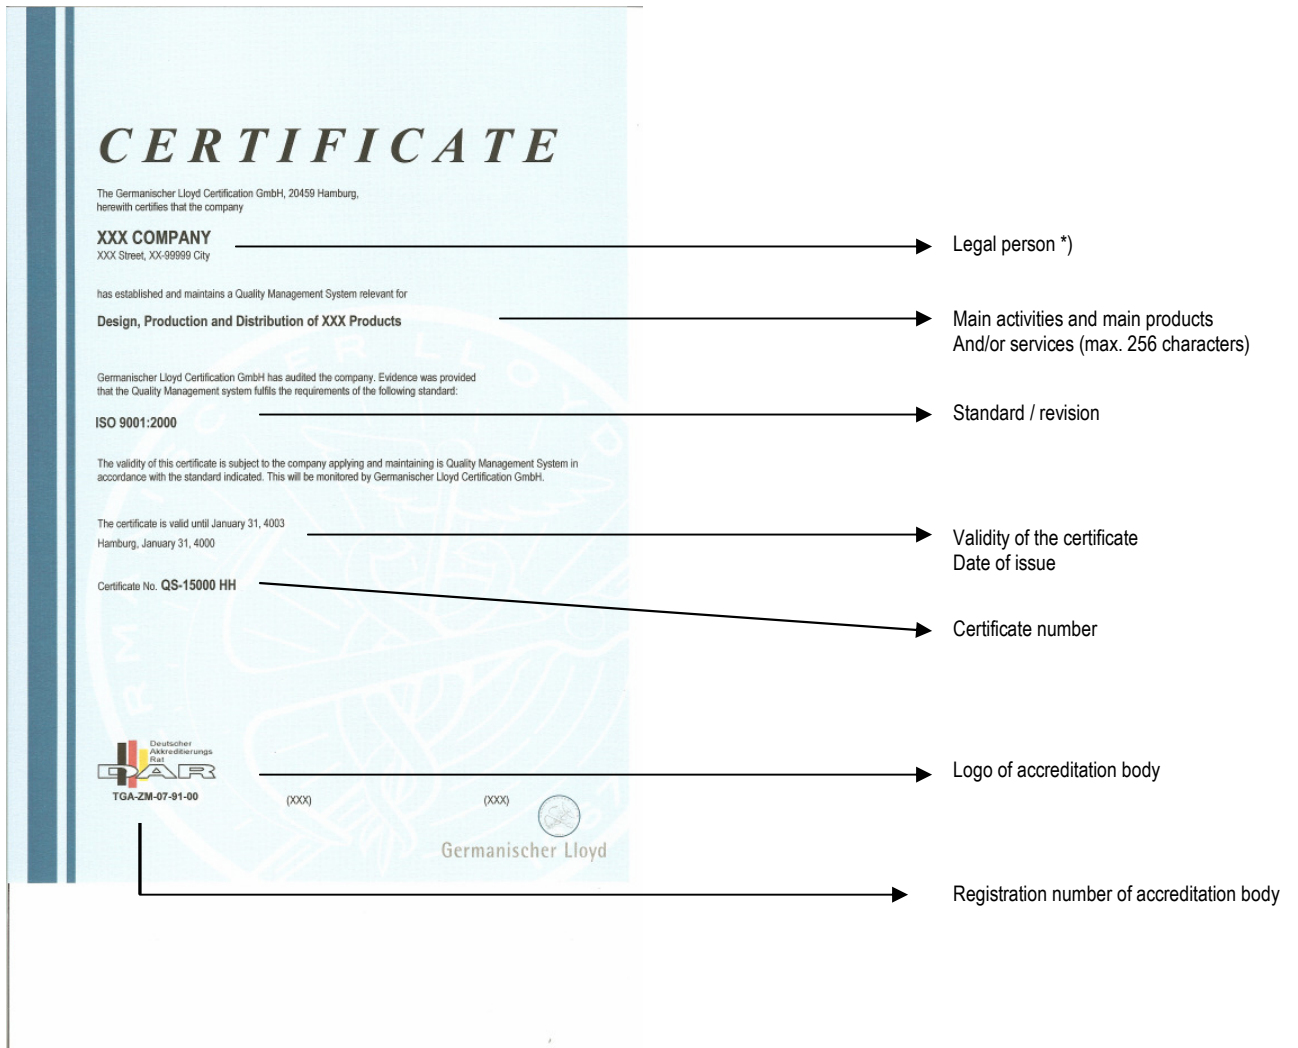 CERTIFICATE
The Germanischer Lloyd Certification GmbH, 20459 Hamburg,
herewith certifies that the company
XXX COMPANY
XXX Street, XX-99999 City
Legal person *)
has established and maintains a Quality Management System relevant for
Design, Production and Distribution of XXX Products
Main activities and main products
And/or services (max. 256 characters)
Germanischer Lloyd Certification GmbH has audited the company. Evidence was provided
that the Quality Management system fulfils the requirements of the following standard:
ISO 9001:2000
Standard / revision
The validity of this certificate is subject to the company applying and maintaining is Quality Management System in
accordance with the standard indicated. This will be monitored by Germanischer Lloyd Certification GmbH.
The certificate is valid until January 31, 4003
Hamburg, January 31, 4000
Validity of the certificate
Date of issue
Certificate No. QS-15000 HH
Certificate number
Deutscher
Akkreditierungs
Rat
DAR
Logo of accreditation body
TGA-ZM-07-91-00
(XXX)
(XXX)
Germanischer Lloyd
Registration number of accreditation body